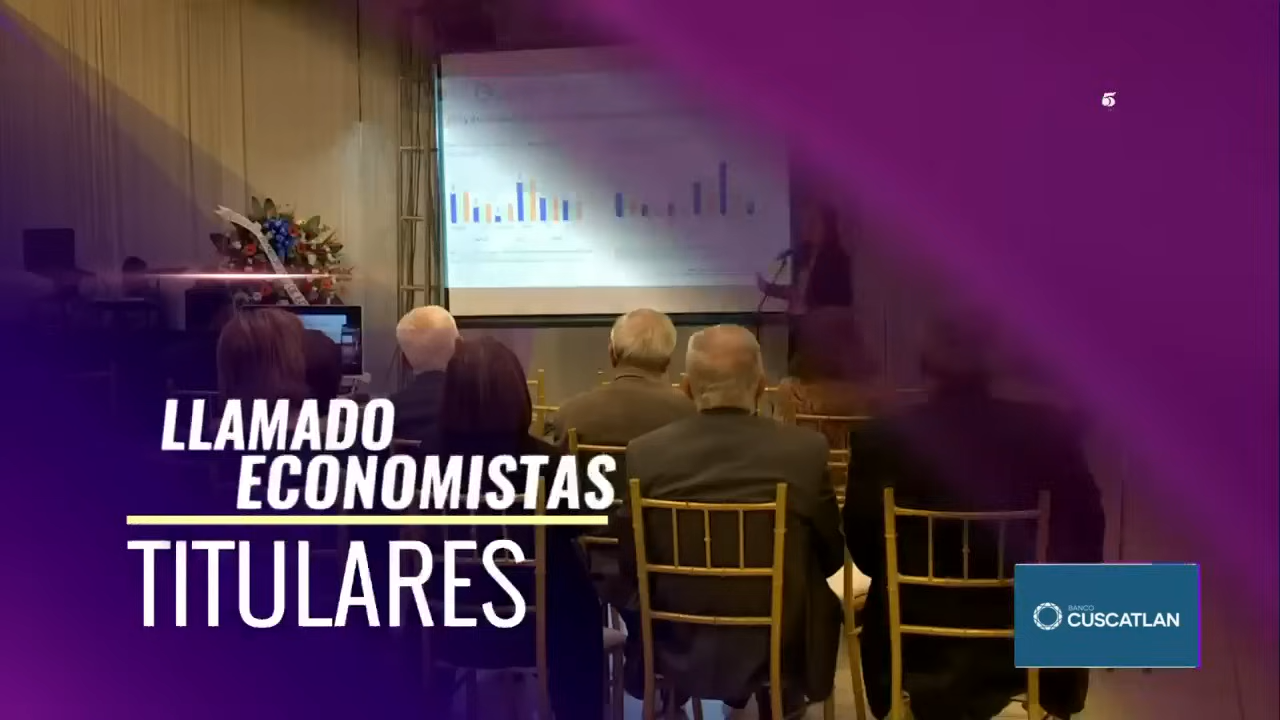 5
LLAMADO
ECONOMISTAS
TITULARES
BANCO
CUSCATLAN